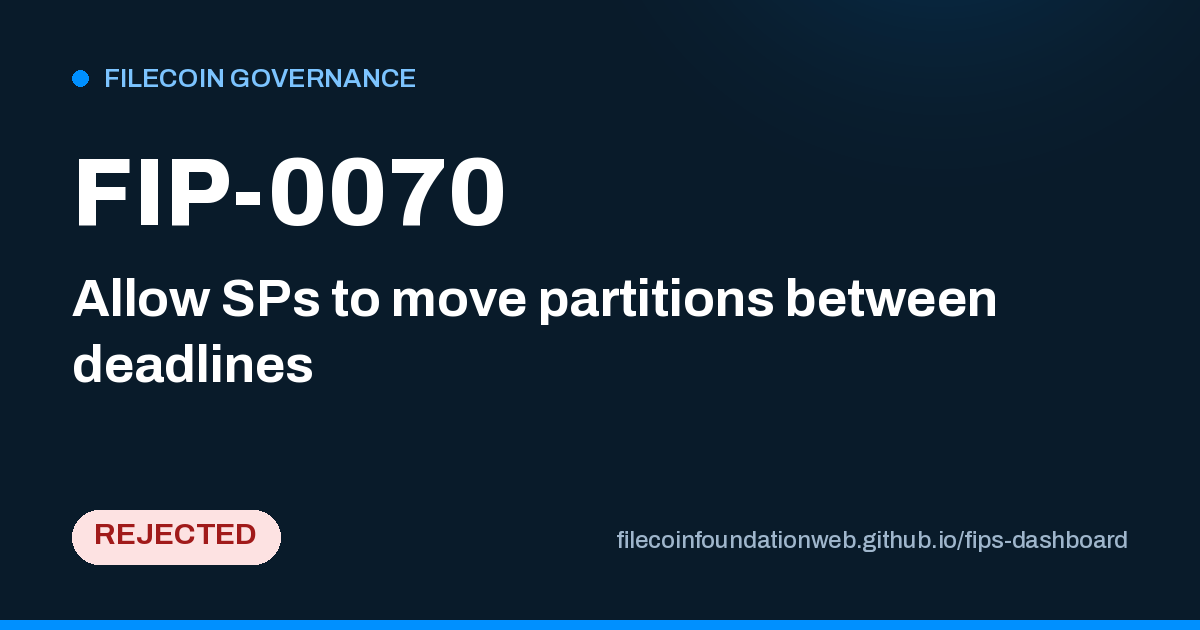 FILECOIN GOVERNANCE
FIP-0070
Allow SPs to move partitions between
deadlines
REJECTED
filecoinfoundationweb.github.io/fips-dashboard